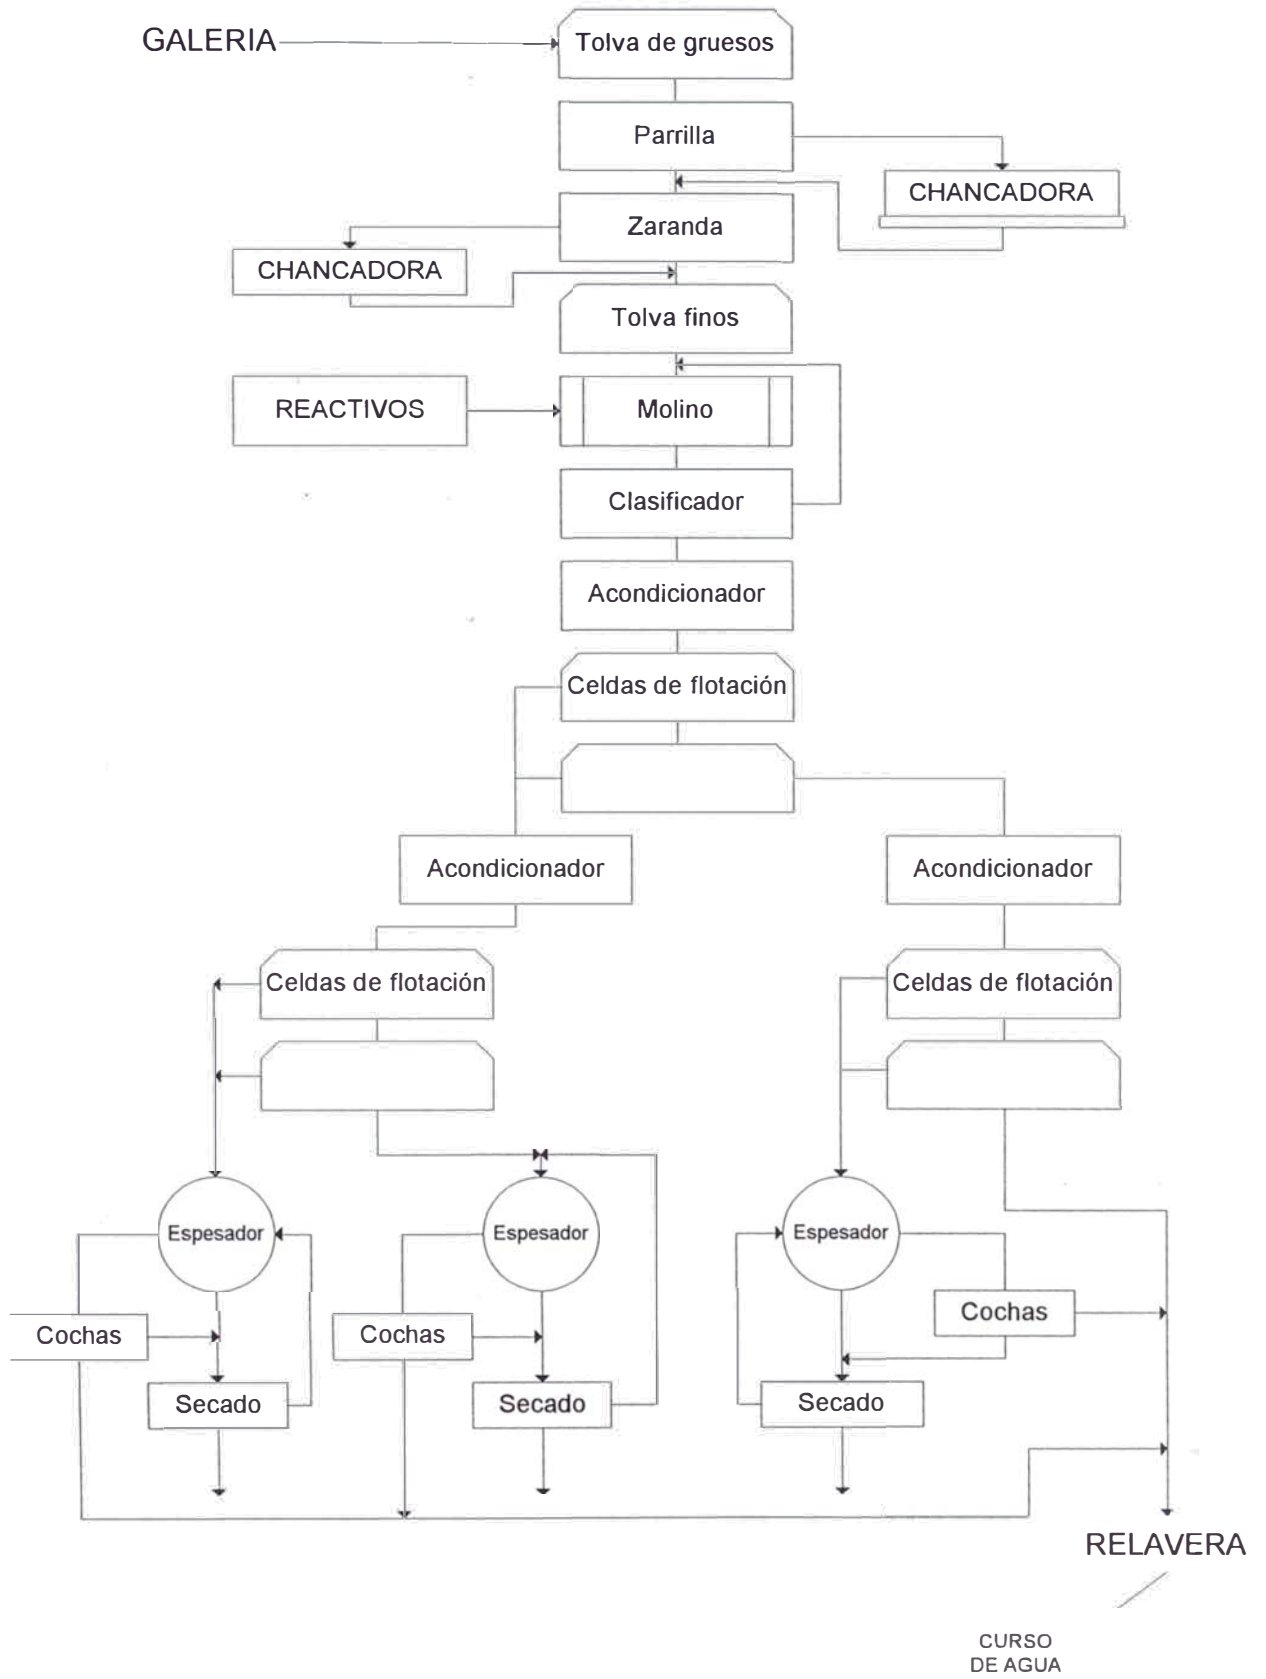 GALERIA
Tolva de gruesos
Parrilla
CHANCADORA
Zaranda
CHANCADORA
Tolva finos
REACTIVOS
Molino
Clasificador
Acondicionador
Celdas de flotación
Acondicionador
Acondicionador
Celdas de flotación
Celdas de flotación
Espesador
Espesador
Espesador
Cochas
Cochas
Cochas
Secado
Secado
Secado
RELAVERA
CURSO
DE AGUA